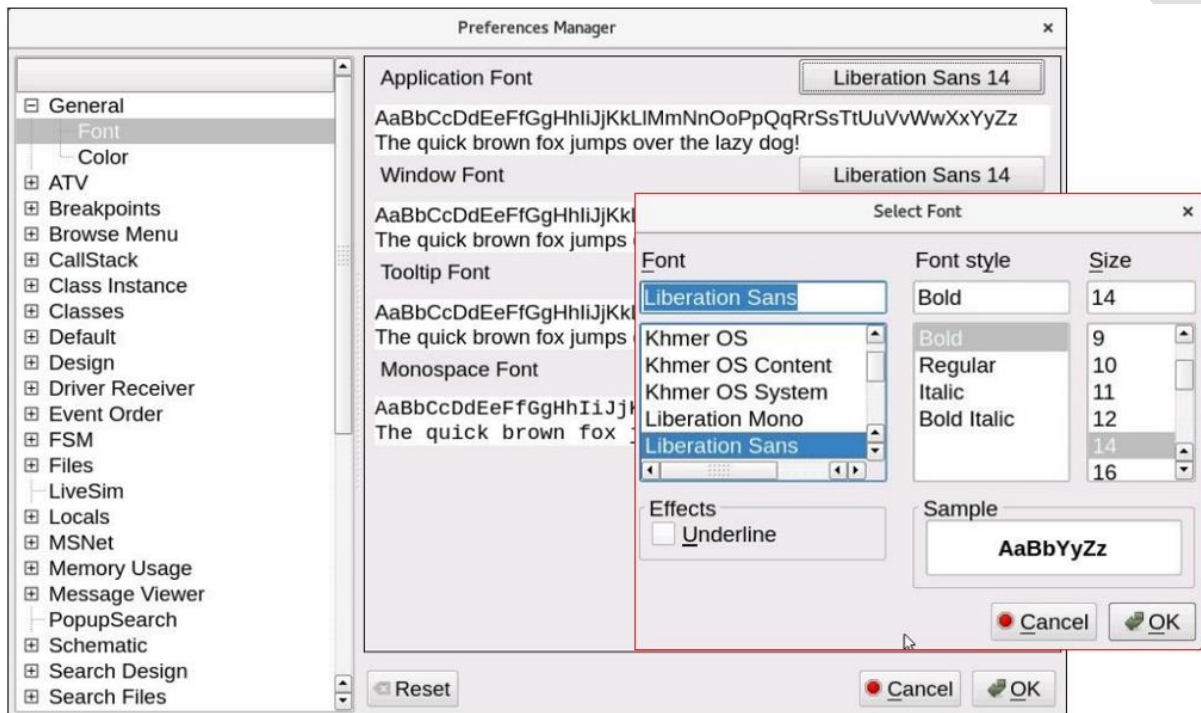 Preferences Manager
General
Font
Color
ATV
Breakpoints
Browse Menu
CallStack
Class Instance
Classes
Default
Design
Driver Receiver
Event Order
FSM
Files
LiveSim
Locals
MSNet
Memory Usage
Message Viewer
PopupSearch
Schematic
Search Design
Search Files
Application Font
Liberation Sans 14
AaBbCcDdEeFfGgHhIiJjKkLlMmNnOoPpQqRrSsTtUuVvWwXxYyZz
The quick brown fox jumps over the lazy dog!
Window Font
Liberation Sans 14
AaBbCcDdEeFfGgHhIiJjKk
The quick brown fox jumps
Tooltip Font
AaBbCcDdEeFfGgHhIiJjKk
The quick brown fox jumps
Monospace Font
AaBbCcDdEeFfGgHhIiJj
The quick brown fox
Reset
Cancel
OK
Select Font
Font
Font style
Size
Liberation Sans
Bold
14
Khmer OS
Khmer OS Content
Khmer OS System
Liberation Mono
Liberation Sans
Bold
Regular
Italic
Bold Italic
9
10
11
12
14
16
Effects
Underline
Sample
AaBbYyZz
Cancel
OK